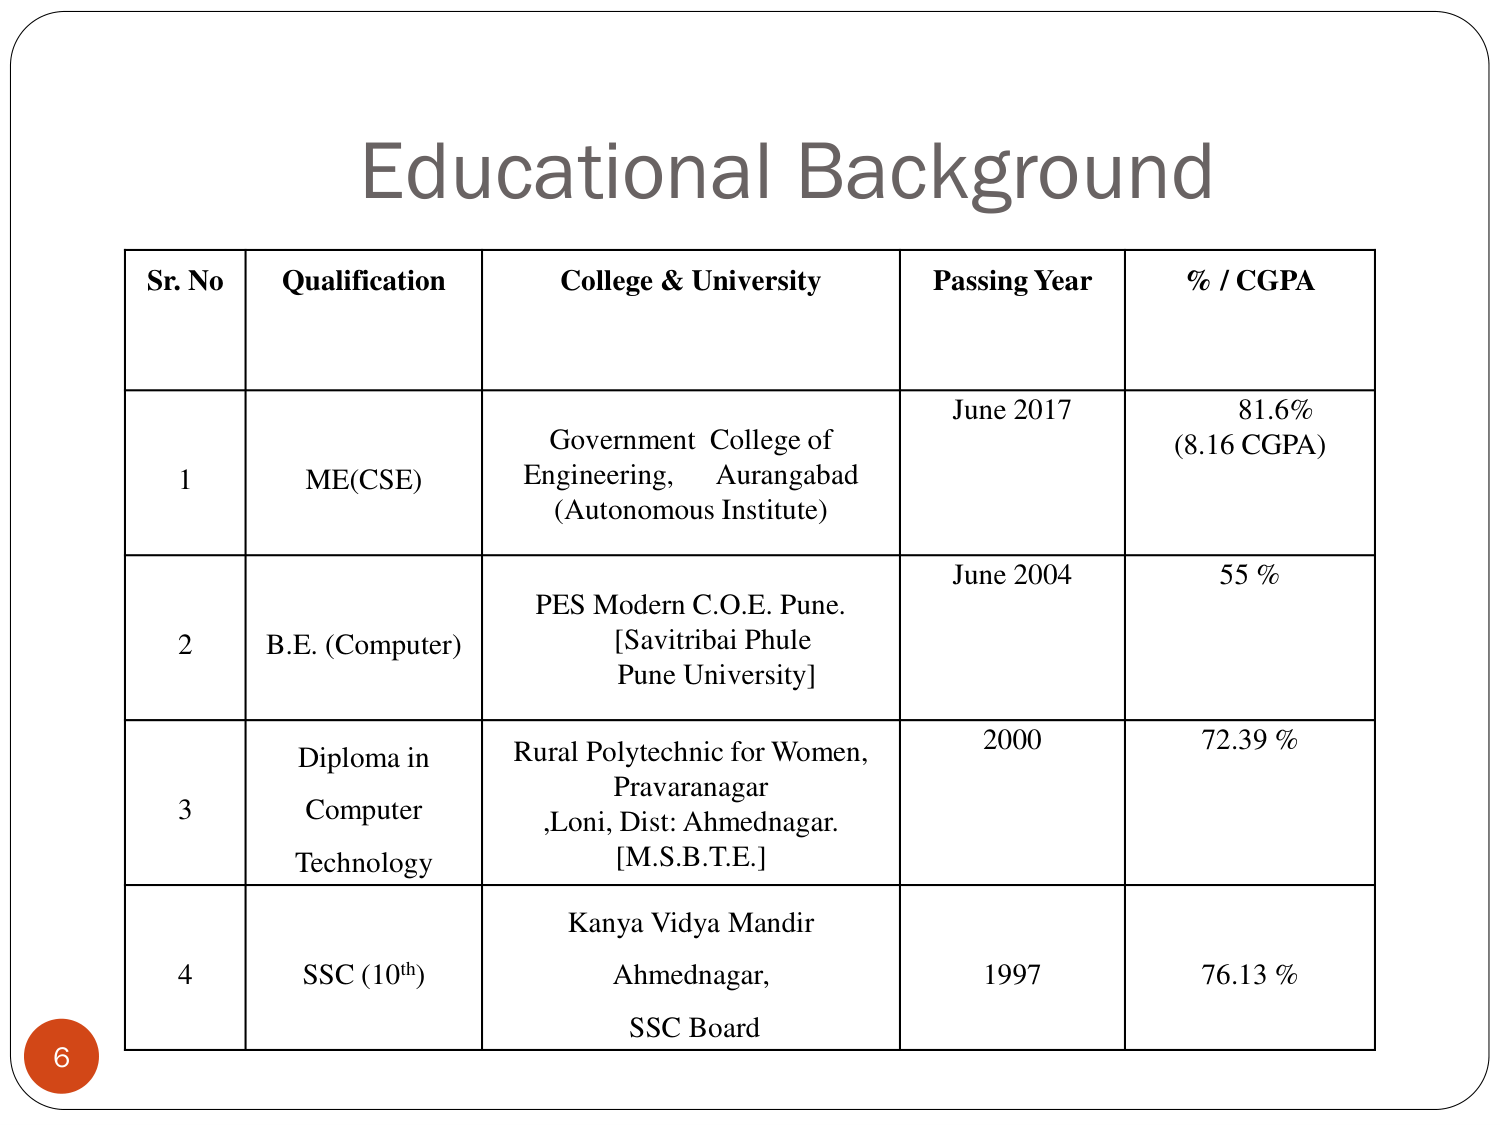 Educational Background
Sr. No Qualification College & University Passing Year % / CGPA
1 ME(CSE) Government College of
Engineering, Aurangabad
(Autonomous Institute) June 2017 81.6%
(8.16 CGPA)
2 B.E. (Computer) PES Modern C.O.E. Pune.
[Savitribai Phule
Pune University] June 2004 55 %
3 Diploma in
Computer
Technology Rural Polytechnic for Women,
Pravaranagar
,Loni, Dist: Ahmednagar.
[M.S.B.T.E.] 2000 72.39 %
4 SSC (10th) Kanya Vidya Mandir
Ahmednagar,
SSC Board 1997 76.13 %
6